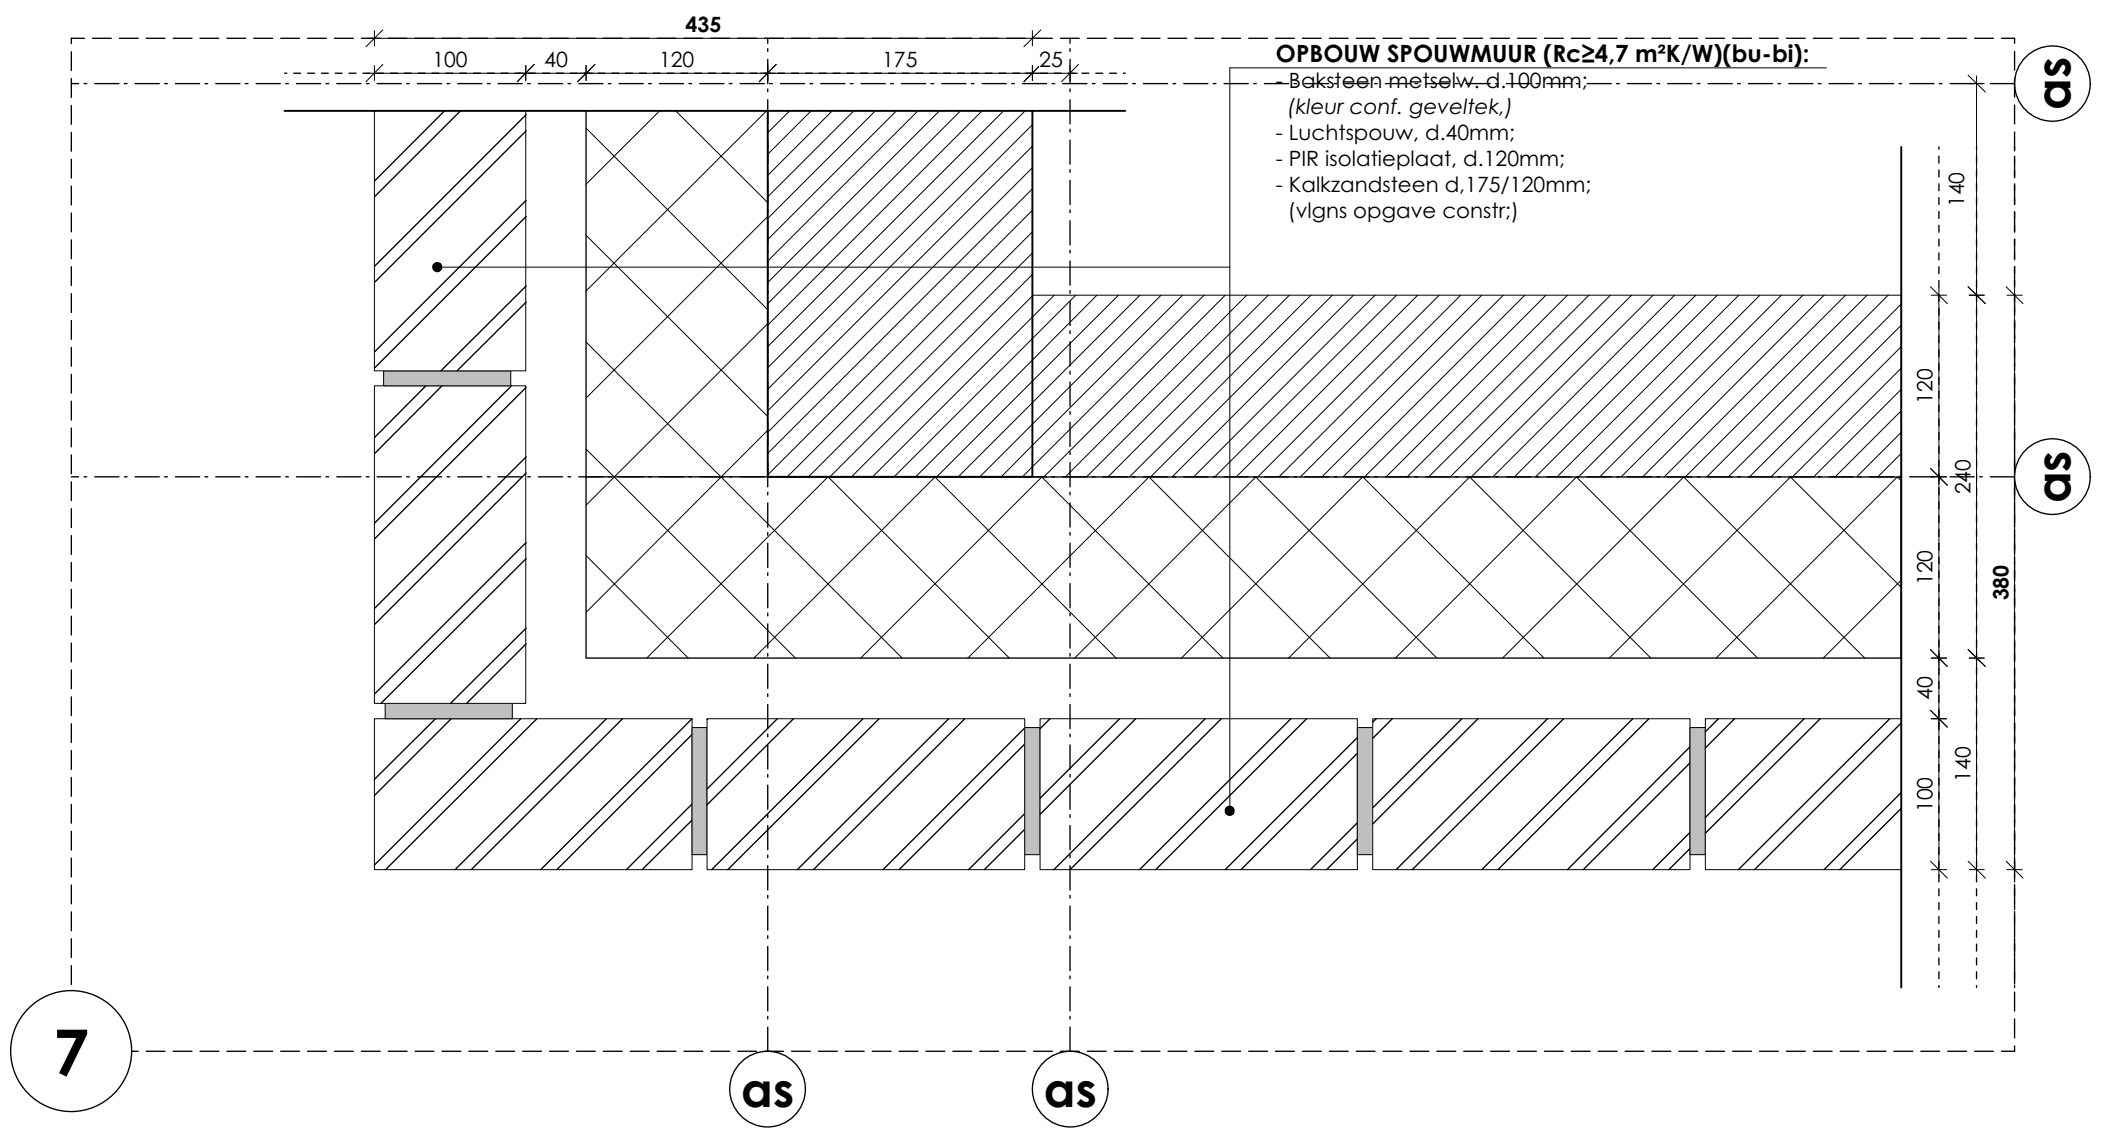 435
100
40
120
175
25
OPBOUW SPOUWMUUR (Rc≥4,7 m²K/W)(bu-bi):
- Baksteen metselw. d.100mm;
(kleur conf. geveltek,)
- Luchtspouw, d.40mm;
- PIR isolatieplaat, d.120mm;
- Kalkzandsteen d,175/120mm;
(vlgns opgave constr;)
as
140
120
240
as
120
380
40
140
100
7
as
as